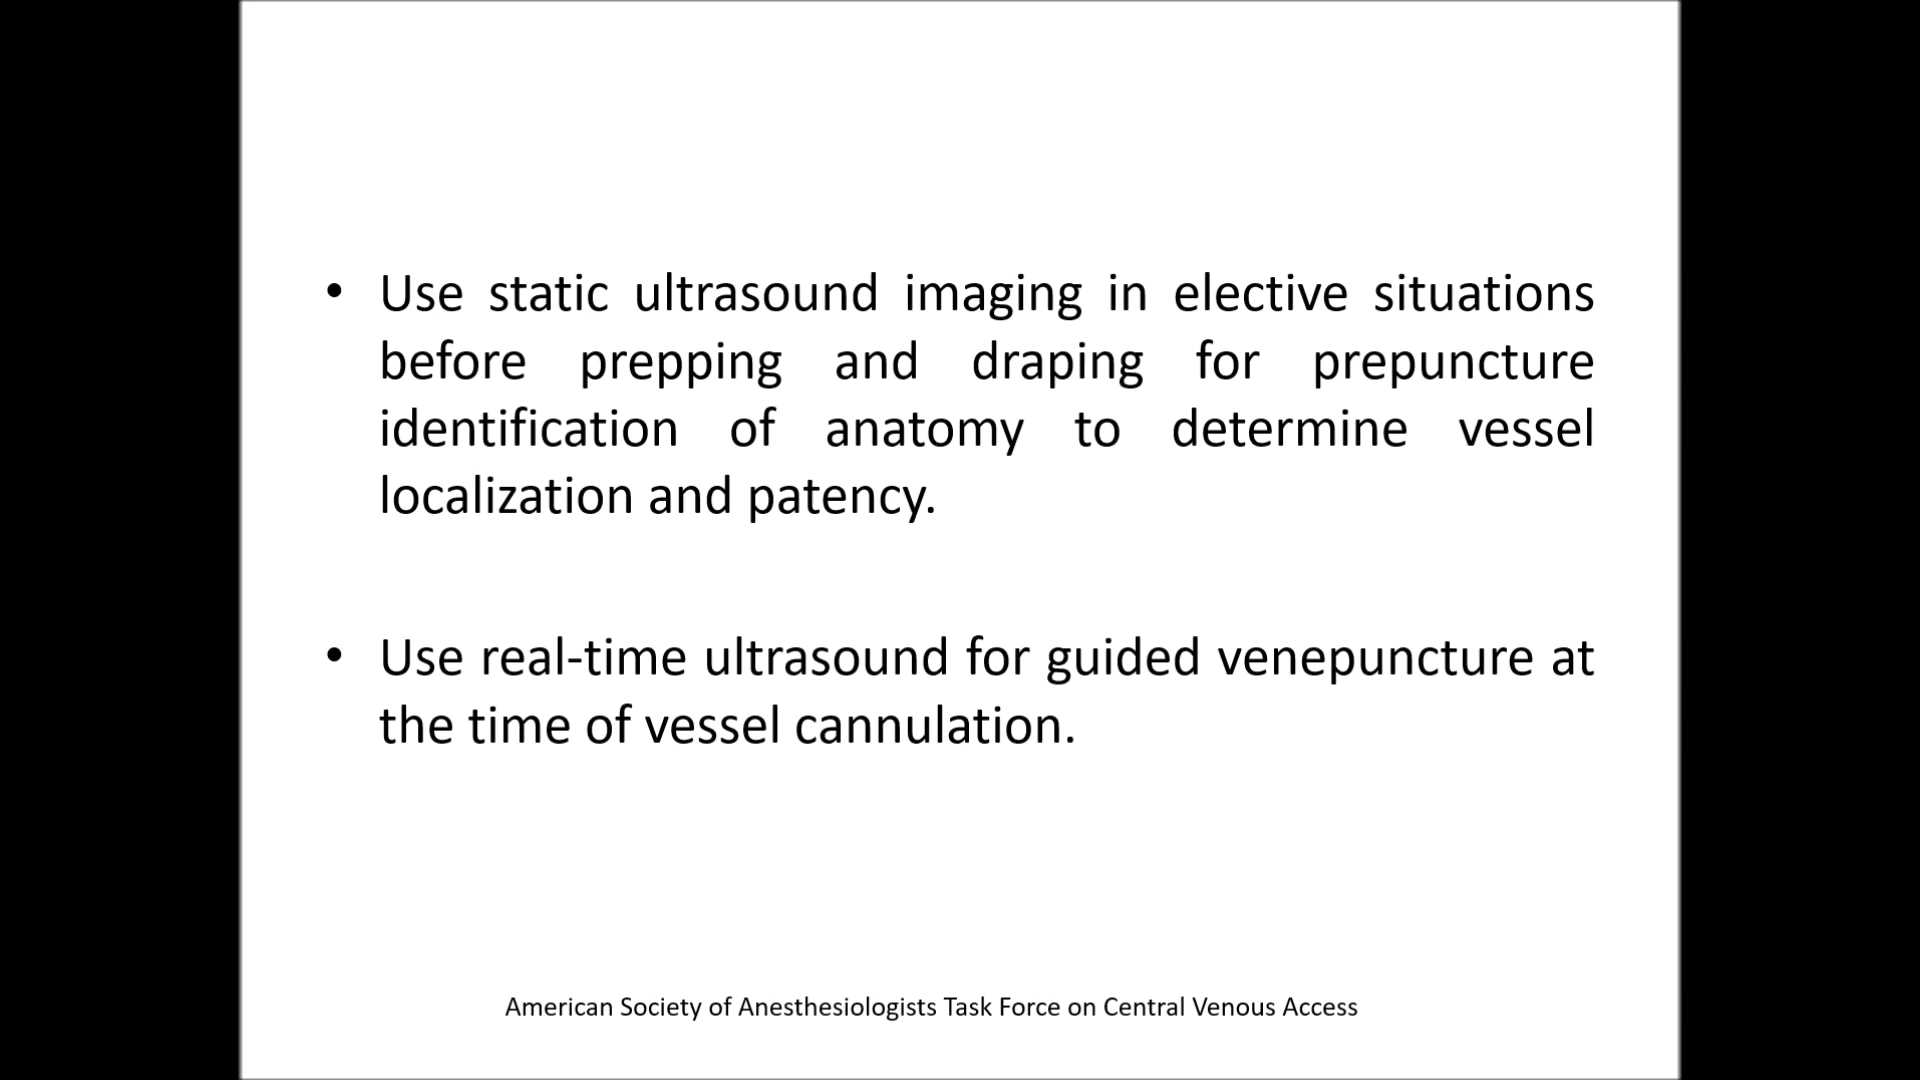 • Use static ultrasound imaging in elective situations
before prepping and draping for prepuncture
identification of anatomy to determine vessel
localization and patency.
• Use real-time ultrasound for guided venepuncture at
the time of vessel cannulation.
American Society of Anesthesiologists Task Force on Central Venous Access